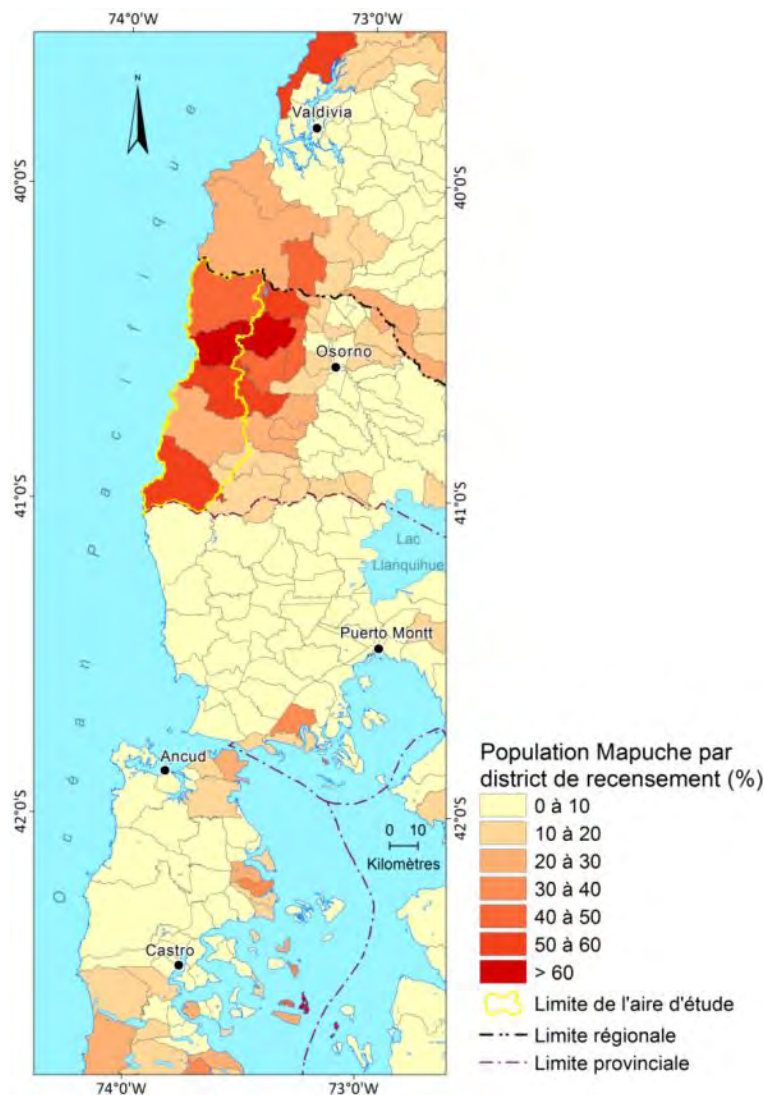 74°0'O 73°0'O
N
Valdivia
40°0'S 40°0'S
Osorno
Océan Pacifique
41°0'S 41°0'S
Lac
Llanquihue
Puerto Montt
Ancud
42°0'S 42°0'S
0 10
Kilomètres
Castro
74°0'O 73°0'O
Population Mapuche par
district de recensement (%)
0 à 10
10 à 20
20 à 30
30 à 40
40 à 50
50 à 60
> 60
Limite de l'aire d'étude
Limite régionale
Limite provinciale